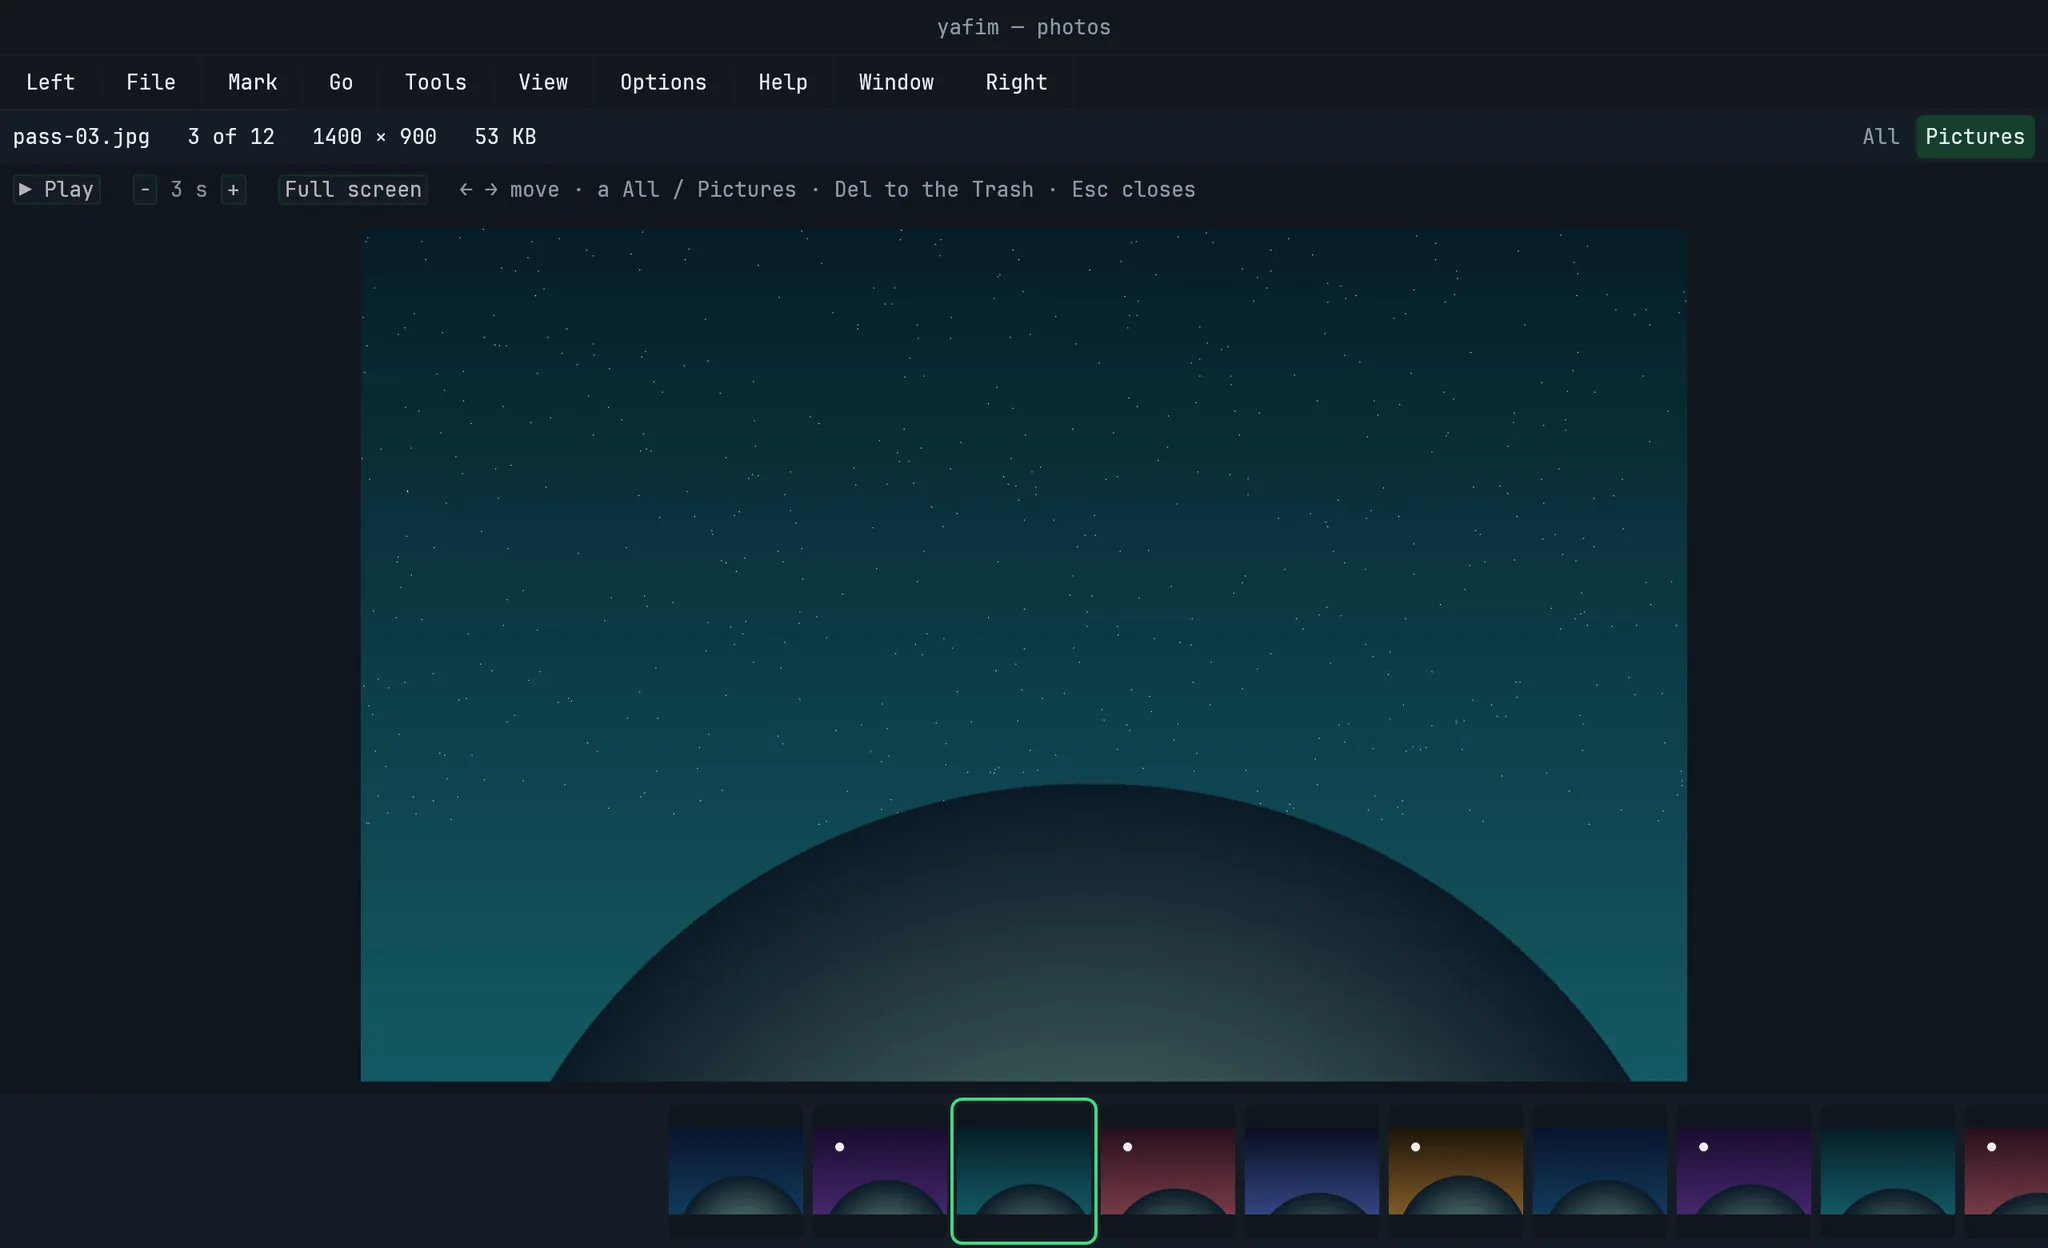 yafim — photos
Left File Mark Go Tools View Options Help Window Right
pass-03.jpg 3 of 12 1400 × 900 53 KB All Pictures
▶ Play - 3 s + Full screen ← → move · a All / Pictures · Del to the Trash · Esc closes